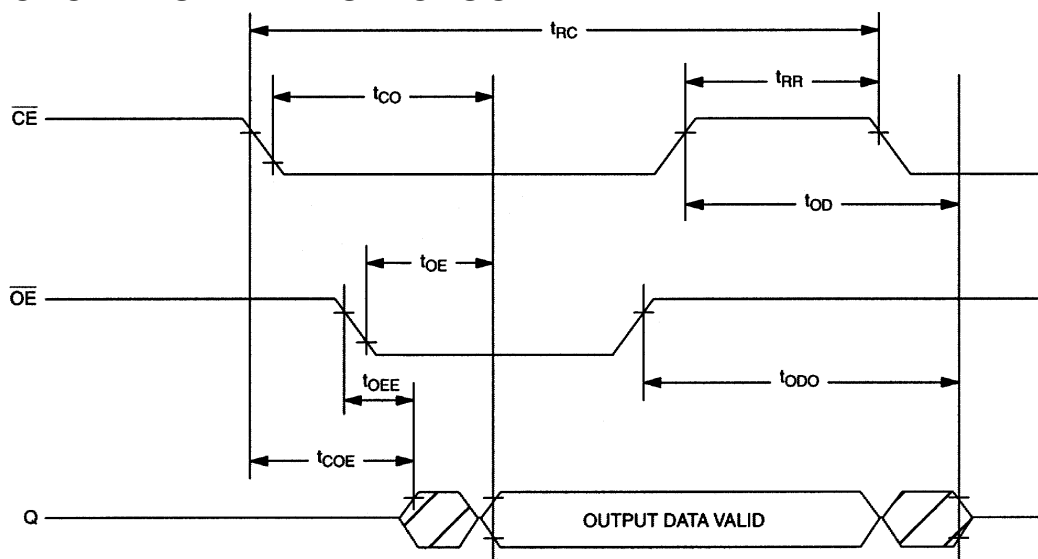 tRC
tCO
tRR
CE
tOD
tOE
OE
tODO
tOEE
tCOE
Q
OUTPUT DATA VALID